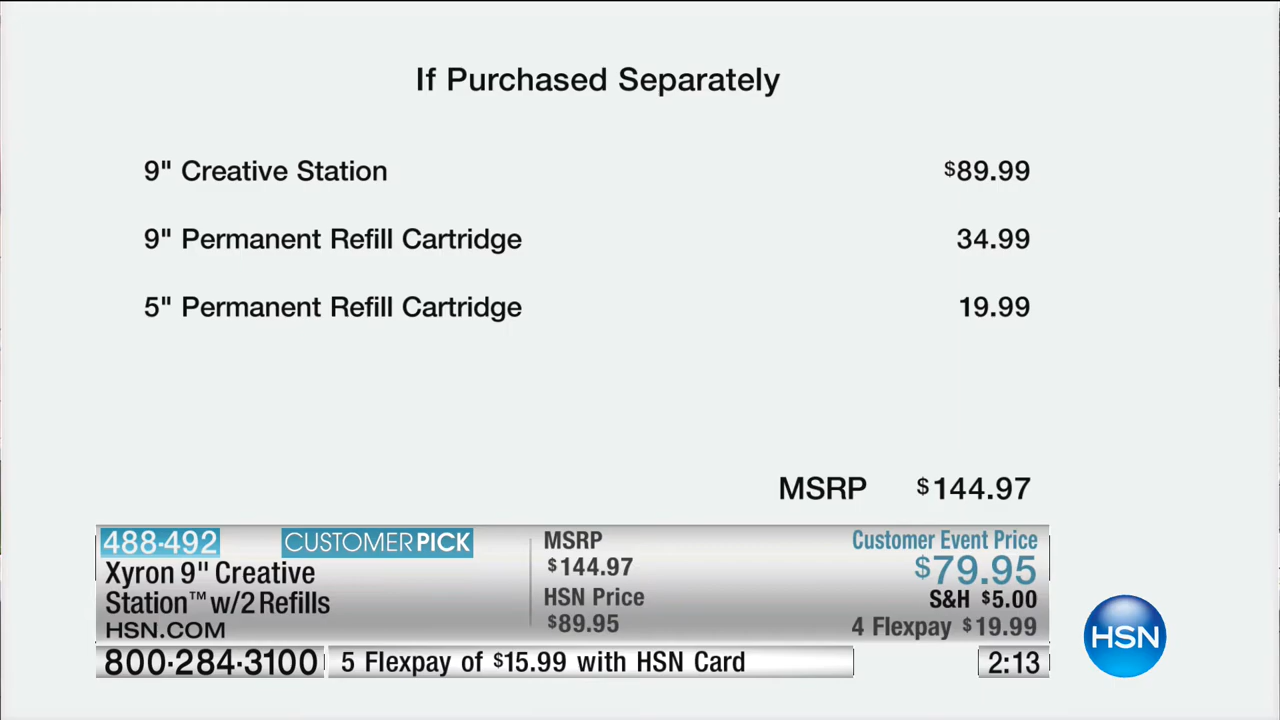 If Purchased Separately
9" Creative Station $89.99
9" Permanent Refill Cartridge 34.99
5" Permanent Refill Cartridge 19.99
MSRP $144.97
488-492 CUSTOMER PICK
Xyron 9" Creative
Station™ w/2 Refills
HSN.COM
MSRP
$144.97
HSN Price
$89.95
Customer Event Price
$79.95
S&H $5.00
4 Flexpay $19.99
HSN
800·284·3100
5 Flexpay of $15.99 with HSN Card
2:13